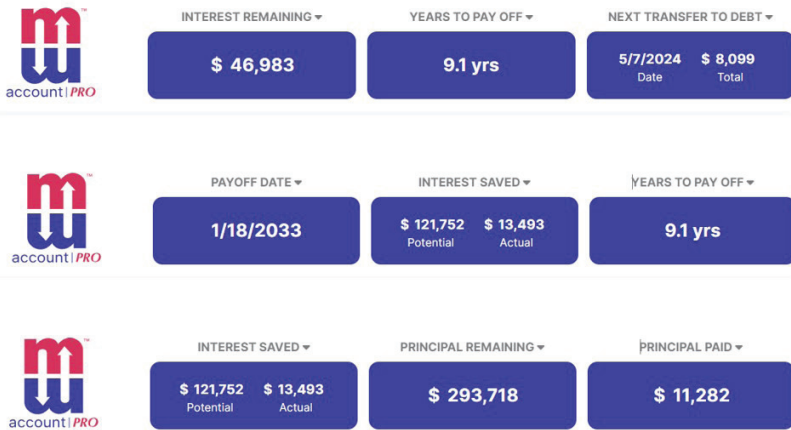 INTEREST REMAINING YEARS TO PAY OFF NEXT TRANSFER TO DEBT
$ 46,983 9.1 yrs 5/7/2024 $ 8,099
Date Total
account|PRO
PAYOFF DATE INTEREST SAVED YEARS TO PAY OFF
1/18/2033 $ 121,752 $ 13,493 9.1 yrs
Potential Actual
account|PRO
INTEREST SAVED PRINCIPAL REMAINING PRINCIPAL PAID
$ 121,752 $ 13,493 $ 293,718 $ 11,282
Potential Actual
account|PRO